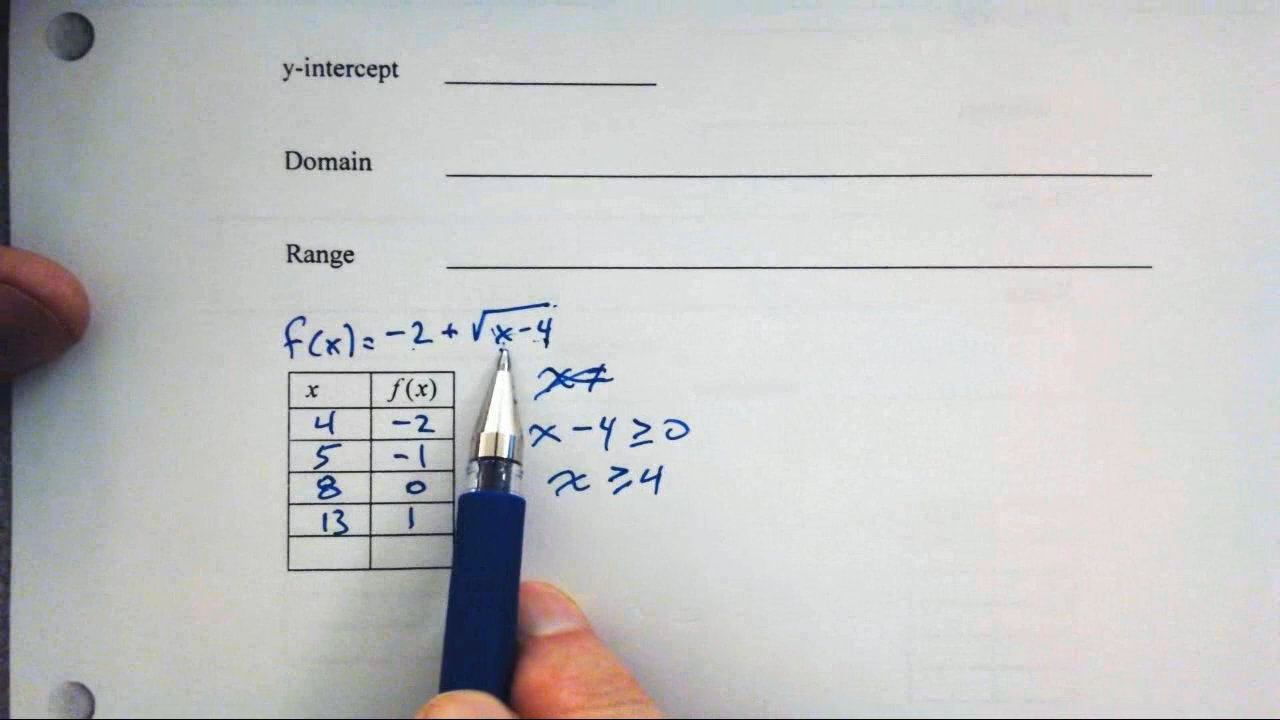 y-intercept
Domain
Range
f(x) = -2 + √x-4
x f(x)
4 -2
x - 4 ≥ 0
5 -1
x ≥ 4
8 0
13 1